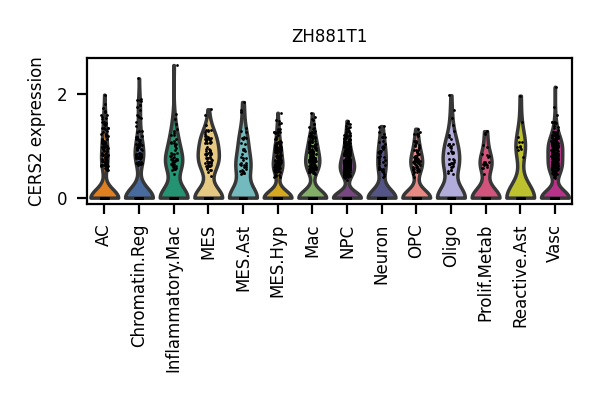 ZH881T1
CERS2 expression
2
0
AC
Chromatin.Reg
Inflammatory.Mac
MES
MES.Ast
MES.Hyp
Mac
NPC
Neuron
OPC
Oligo
Prolif.Metab
Reactive.Ast
Vasc